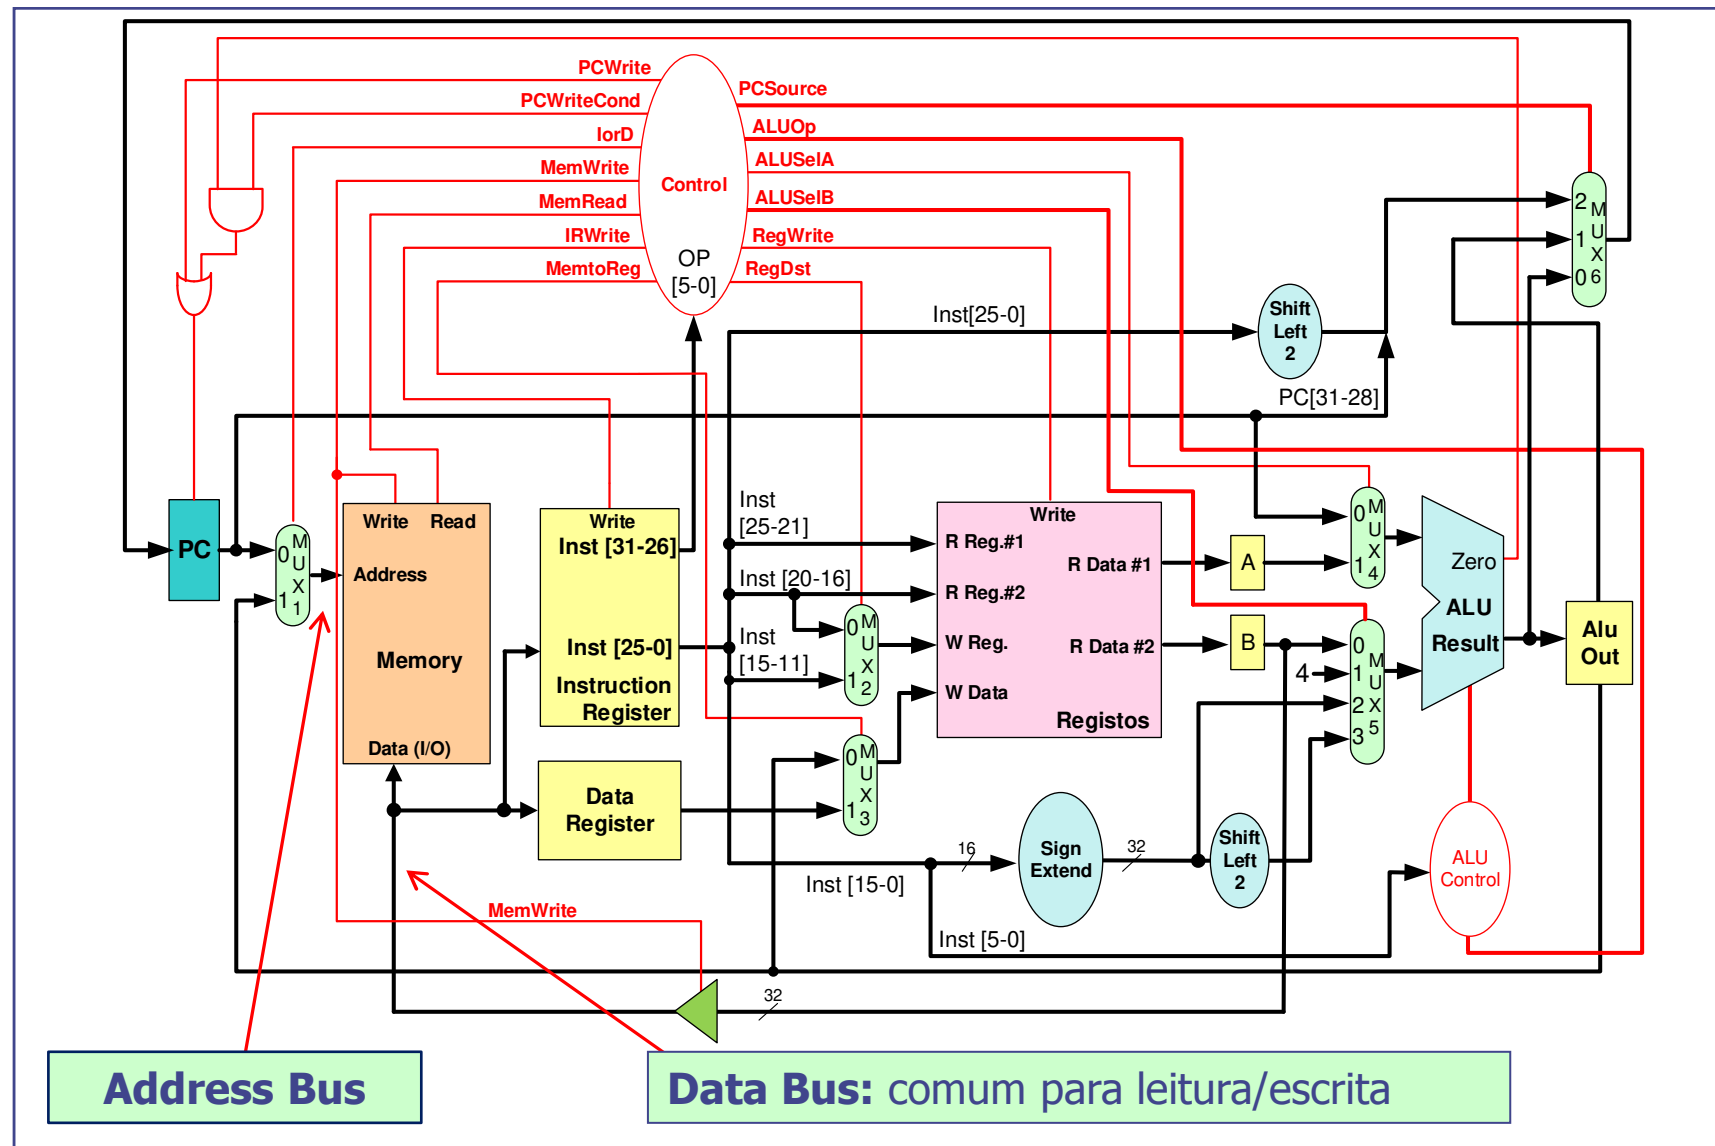 PCWrite
PCWriteCond
IorD
MemWrite
MemRead
IRWrite
MemtoReg
Control
OP
[5-0]
PCSource
ALUOp
ALUSelA
ALUSelB
RegWrite
RegDst
2
1
0
M
U
X
6
Inst[25-0]
Shift
Left
2
PC[31-28]
PC
0
1
M
U
X
1
Write Read
Address
Memory
Data (I/O)
Write
Inst [31-26]
Inst [25-0]
Instruction
Register
Data
Register
Inst
[25-21]
Inst [20-16]
Inst
[15-11]
0
1
M
U
X
2
0
1
M
U
X
3
Write
R Reg.#1
R Reg.#2
W Reg.
W Data
R Data #1
R Data #2
Registos
A
B
4
0
1
M
U
X
4
0
1
2
3
M
U
X
5
Zero
ALU
Result
Alu
Out
Inst [15-0]
16
Sign
Extend
32
Shift
Left
2
ALU
Control
Inst [5-0]
MemWrite
32
Address Bus
Data Bus: comum para leitura/escrita